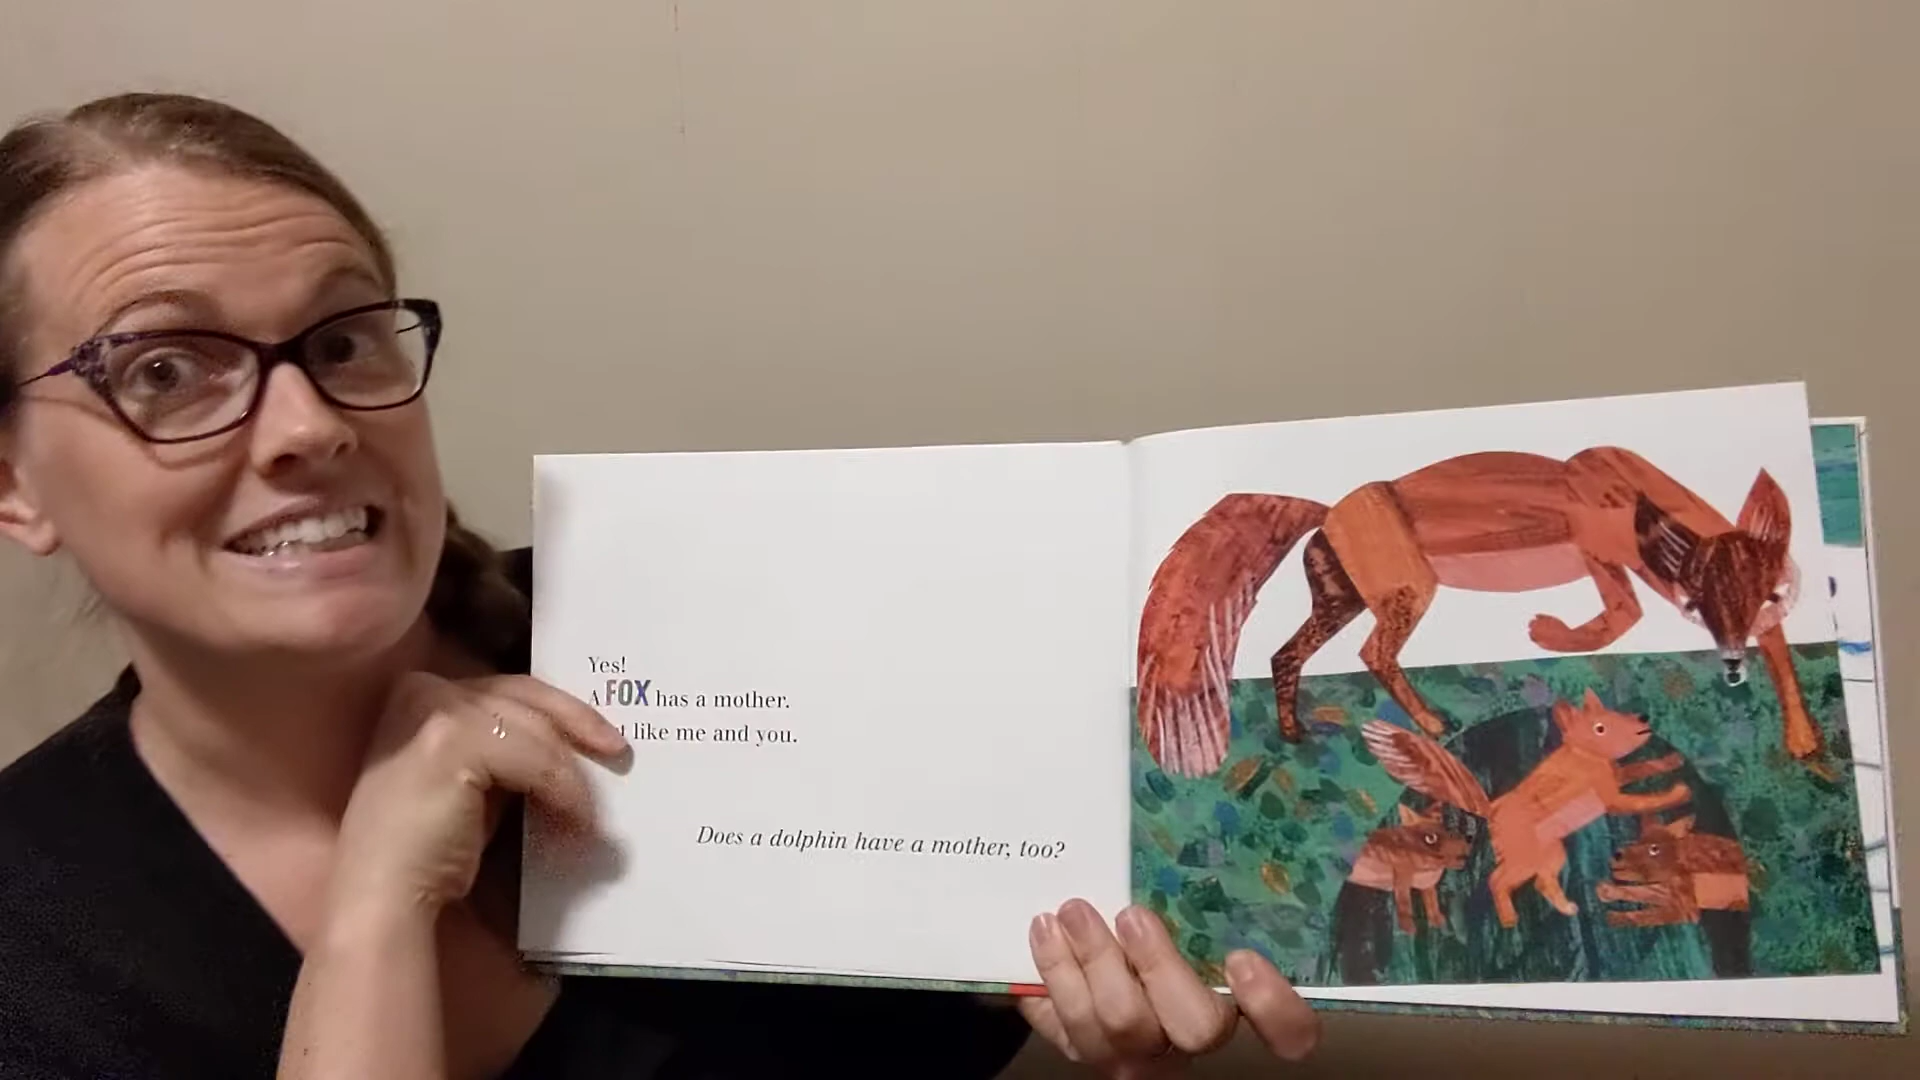 Yes!
A FOX has a mother.
like me and you.
Does a dolphin have a mother, too?